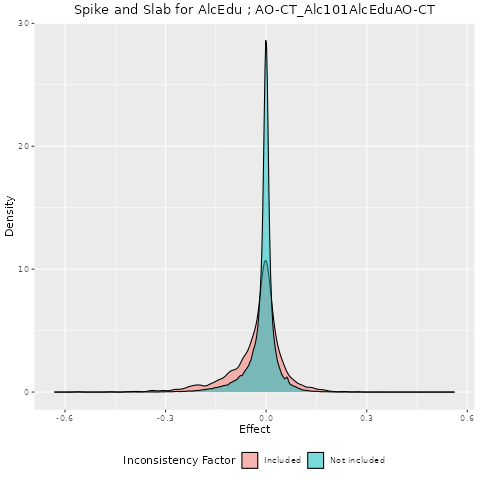 Spike and Slab for AlcEdu ; AO-CT_Alc101AlcEduAO-CT
30
20
10
0
Density
-0.6 -0.3 0.0 0.3 0.6
Effect
Inconsistency Factor Included Not included